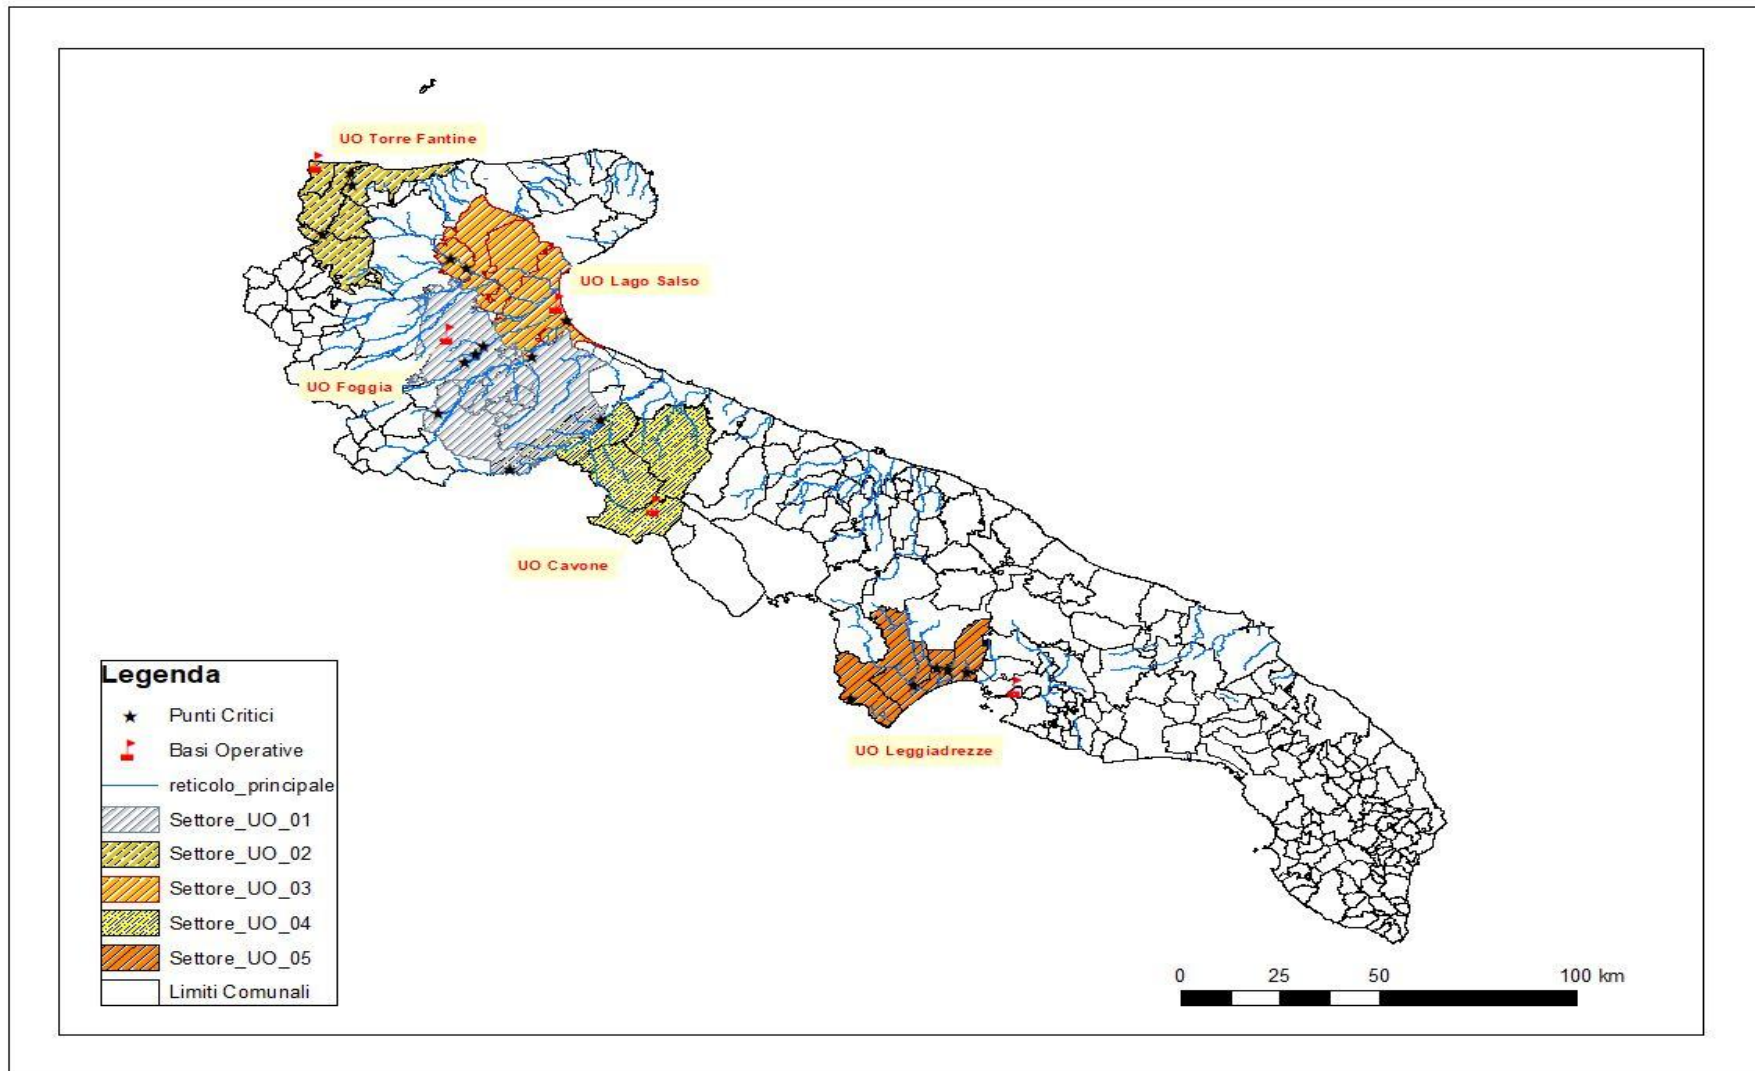 UO Torre Fantine
UO Lago Salso
UO Foggia
UO Cavone
UO Leggiadrezze
Legenda
Punti Critici
Basi Operative
reticolo_principale
Settore_UO_01
Settore_UO_02
Settore_UO_03
Settore_UO_04
Settore_UO_05
Limiti Comunali
0 25 50 100 km